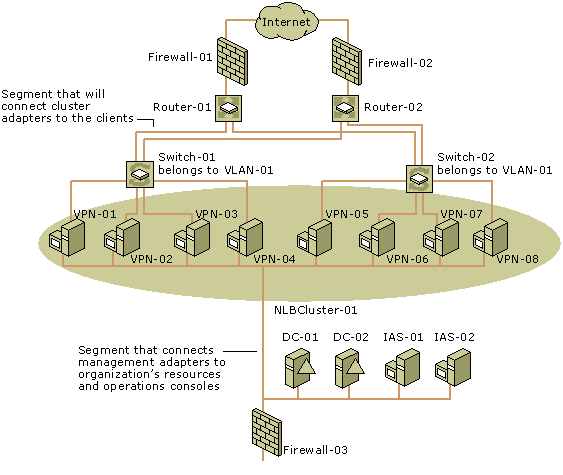 Internet
Firewall-01
Firewall-02
Segment that will
connect cluster
adapters to the clients
Router-01
Router-02
Switch-01
belongs to VLAN-01
Switch-02
belongs to VLAN-01
VPN-01
VPN-03
VPN-05
VPN-07
VPN-02
VPN-04
VPN-06
VPN-08
NLBCluster-01
Segment that connects
management adapters to
organization's resources
and operations consoles
DC-01
DC-02
IAS-01
IAS-02
Firewall-03